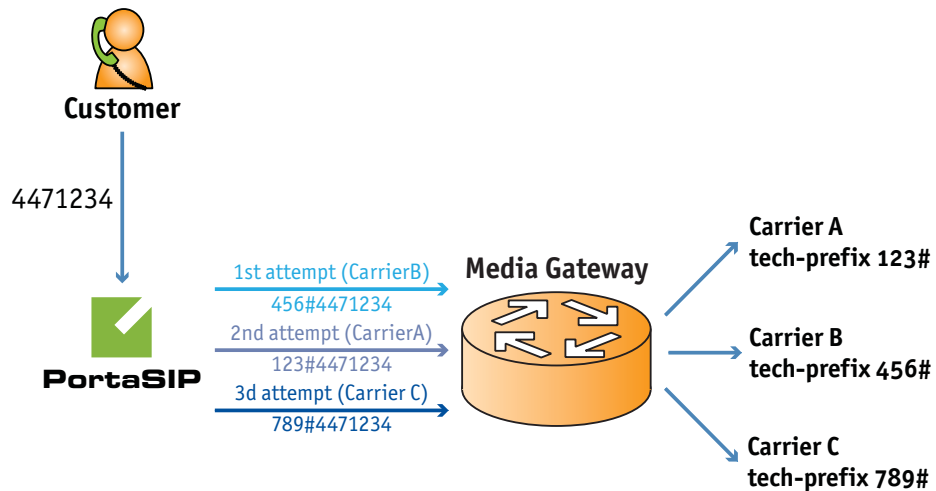 Customer
4471234
PortaSIP
1st attempt (CarrierB)
456#4471234
2nd attempt (CarrierA)
123#4471234
3d attempt (Carrier C)
789#4471234
Media Gateway
Carrier A
tech-prefix 123#
Carrier B
tech-prefix 456#
Carrier C
tech-prefix 789#